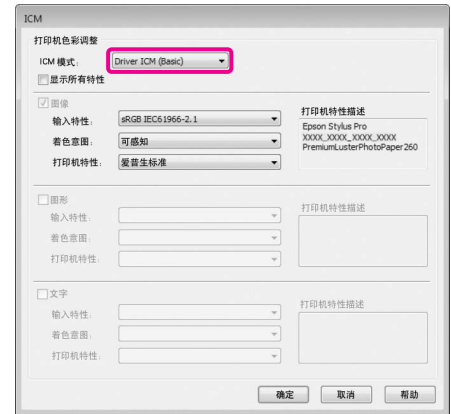 ICM
打印机色彩调整
ICM 模式: Driver ICM (Basic)
显示所有特性
图像
输入特性: sRGB IEC61966-2.1
着色意图: 可感知
打印机特性: 爱普生标准
打印机特性描述
Epson Stylus Pro
XXXX_XXXX_XXXX_XXXX
PremiumLusterPhotoPaper260
图形
输入特性:
着色意图:
打印机特性:
打印机特性描述
文字
输入特性:
着色意图:
打印机特性:
打印机特性描述
确定 取消 帮助